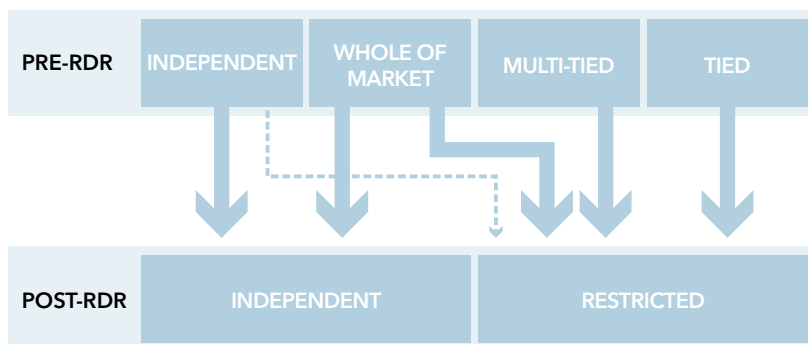 PRE-RDR
INDEPENDENT
WHOLE OF
MARKET
MULTI-TIED
TIED
POST-RDR
INDEPENDENT
RESTRICTED